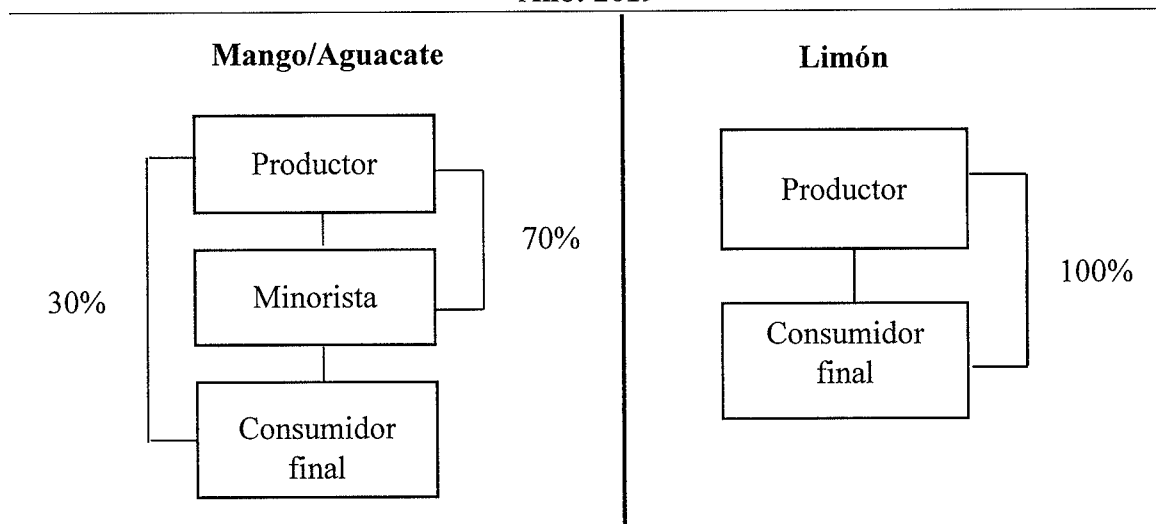 Mango/Aguacate
Productor
70%
Minorista
30%
Consumidor
final
Limón
Productor
100%
Consumidor
final